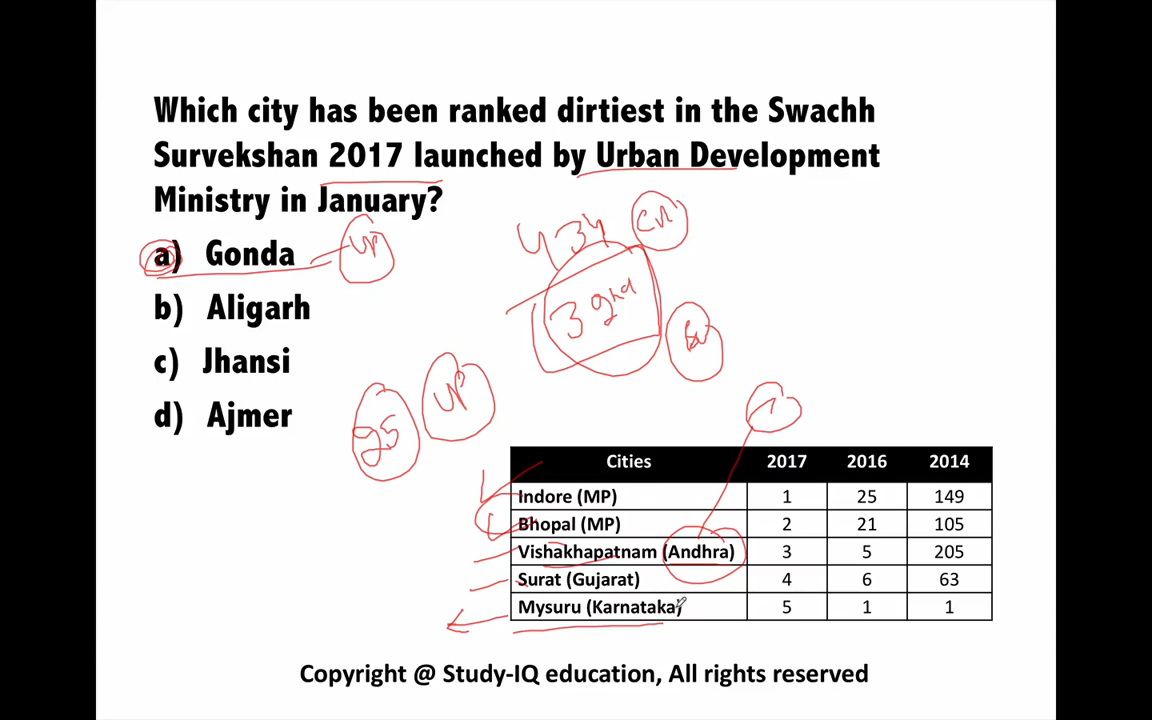 Which city has been ranked dirtiest in the Swachh
Survekshan 2017 launched by Urban Development
Ministry in January?
a) Gonda UP
b) Aligarh
c) Jhansi
d) Ajmer
434
25 UP
Cities 2017 2016 2014
Indore (MP) 1 25 149
Bhopal (MP) 2 21 105
Vishakhapatnam (Andhra) 3 5 205
Surat (Gujarat) 4 6 63
Mysuru (Karnataka) 5 1 1
Copyright @ Study-IQ education, All rights reserved